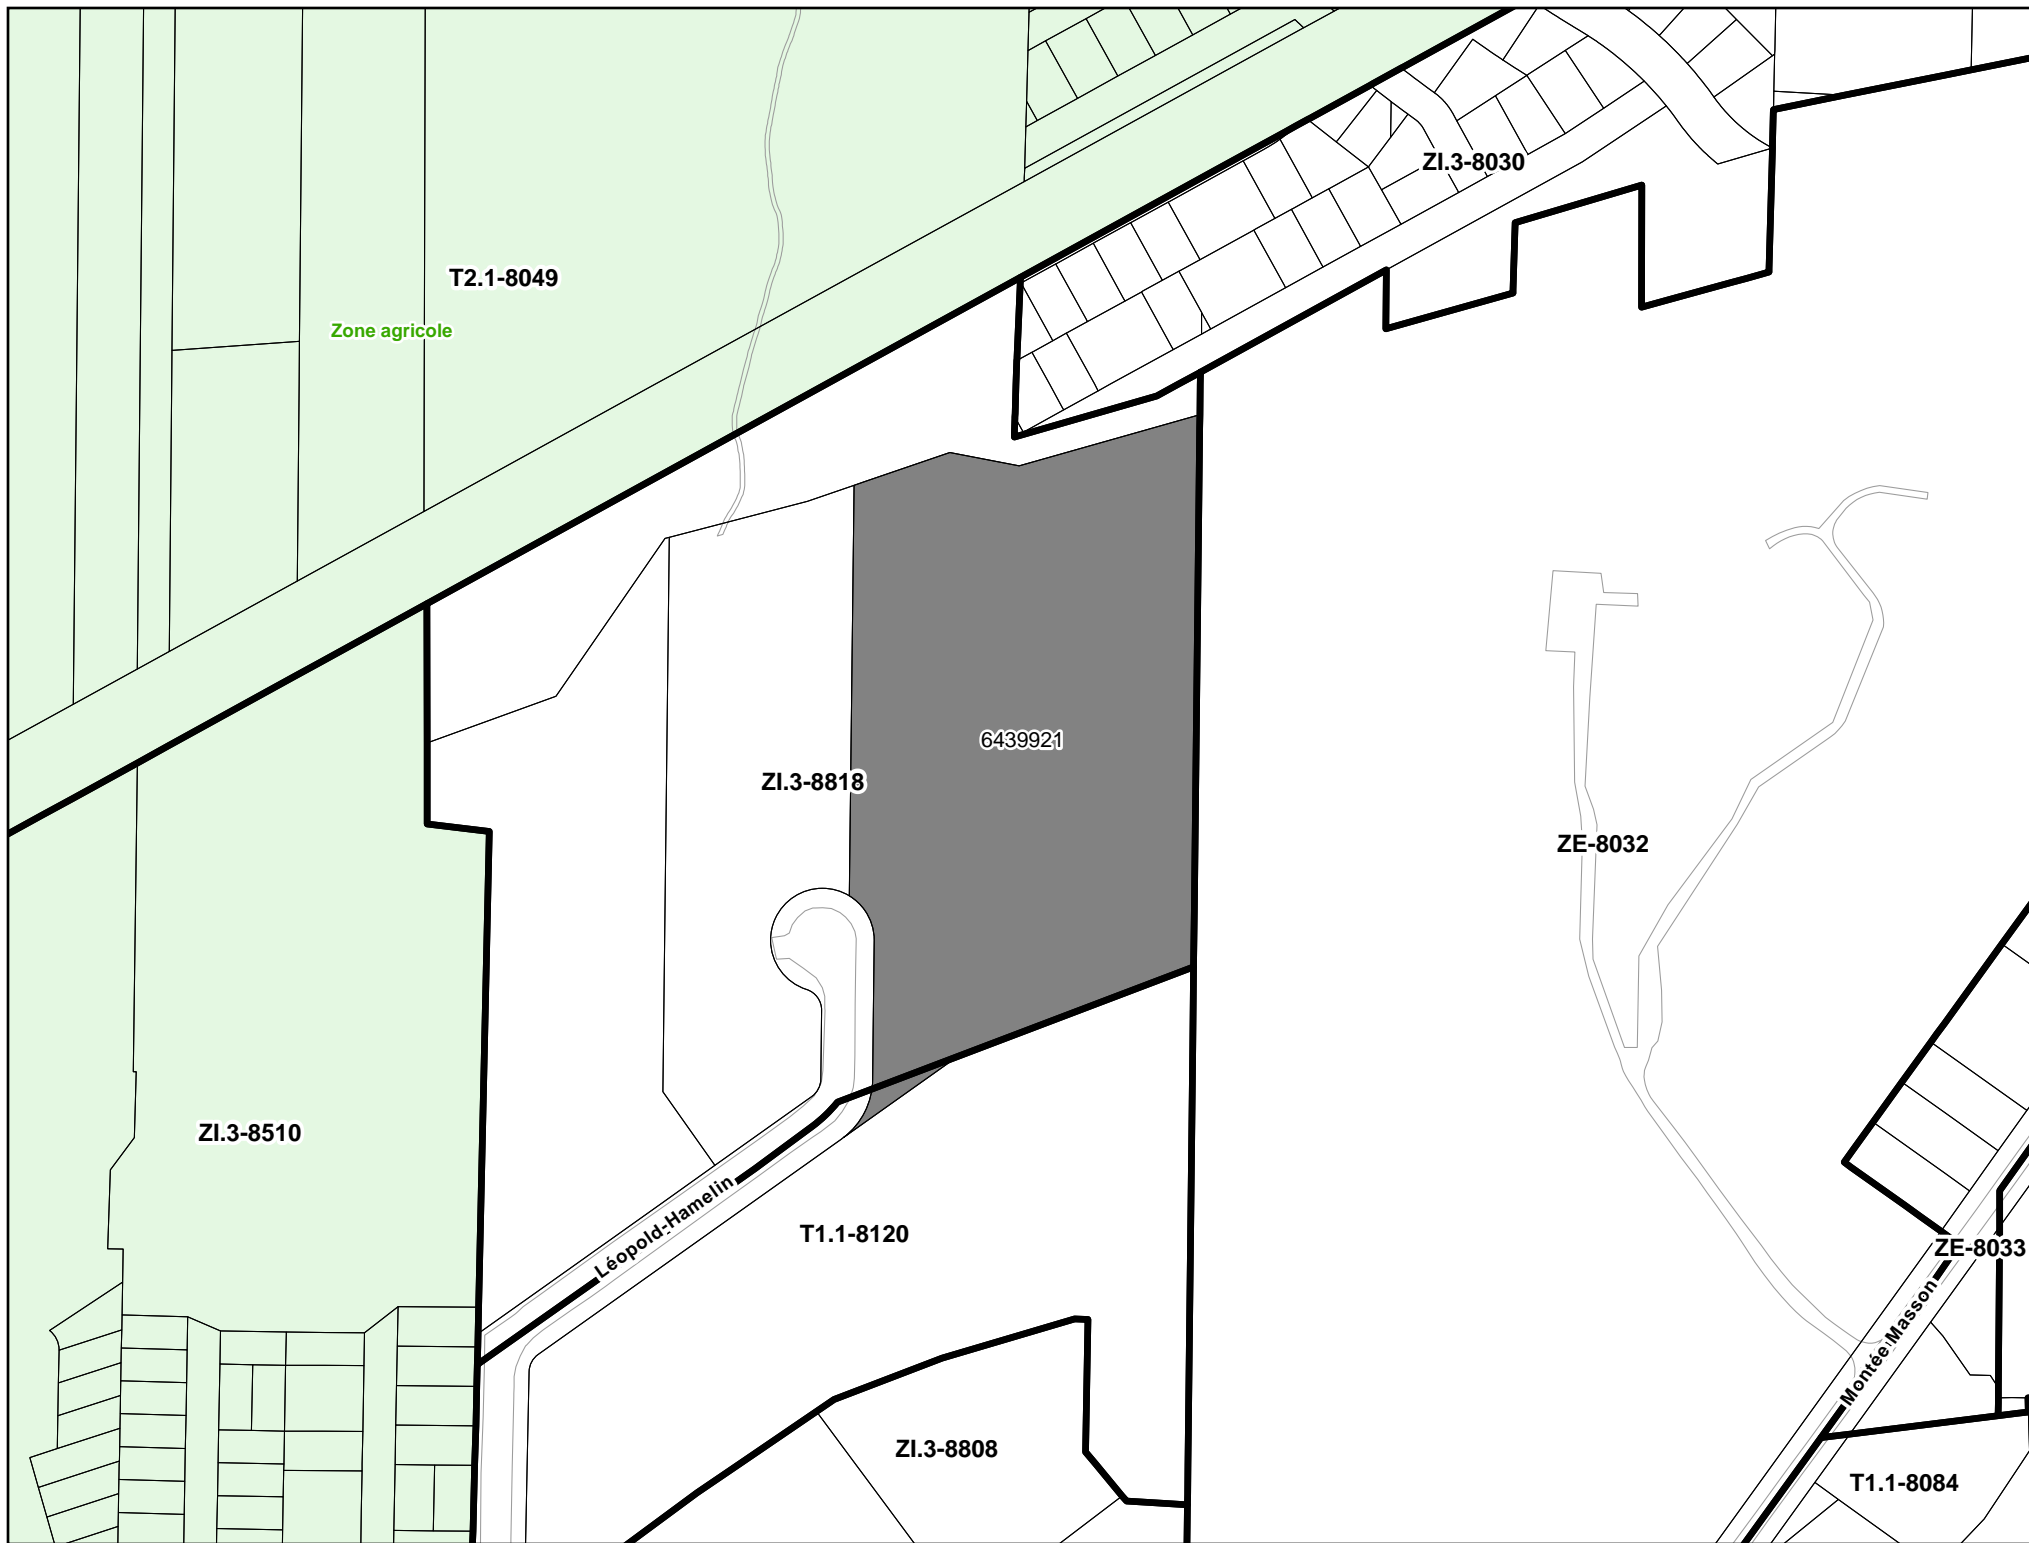 ZI.3-8030
T2.1-8049
Zone agricole
6439921
ZI.3-8818
ZE-8032
ZI.3-8510
Léopold-Hamelin
T1.1-8120
ZE-8033
Montée Masson
ZI.3-8808
T1.1-8084